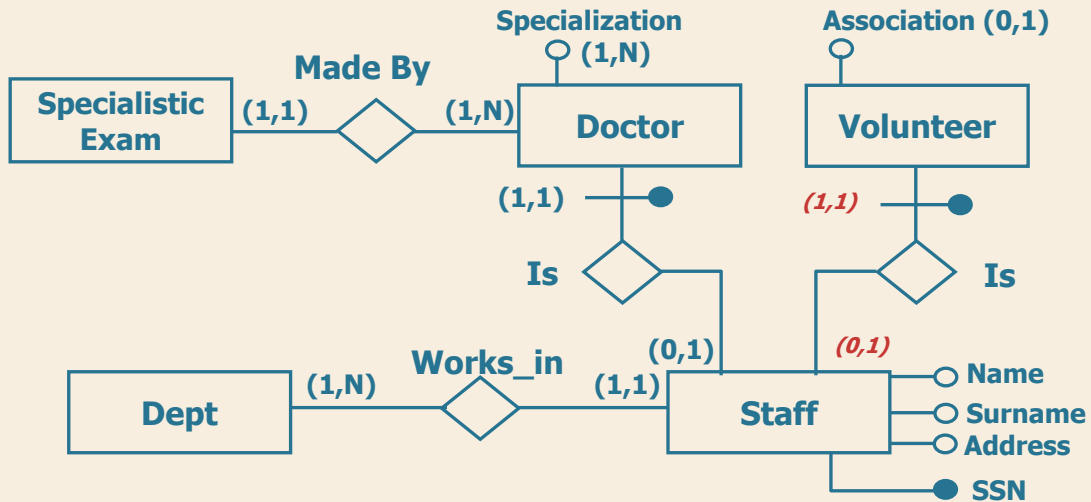 Specialization
(1,N)
Association (0,1)
Made By
Specialistic
Exam
(1,1)
(1,N)
Doctor
Volunteer
(1,1)
(1,1)
Is
Is
(0,1)
(0,1)
Works_in
(1,N)
(1,1)
Dept
Staff
Name
Surname
Address
SSN